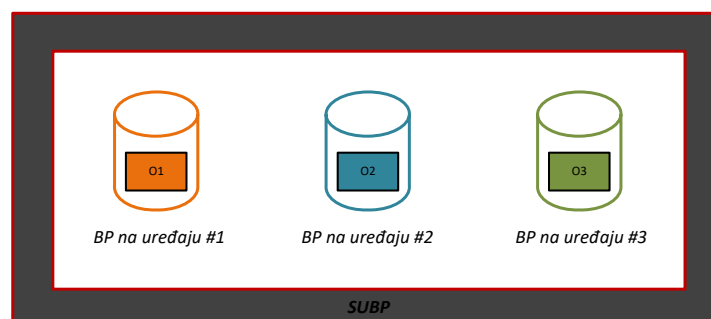 O1
O2
O3
BP na uređaju #1
BP na uređaju #2
BP na uređaju #3
SUBP